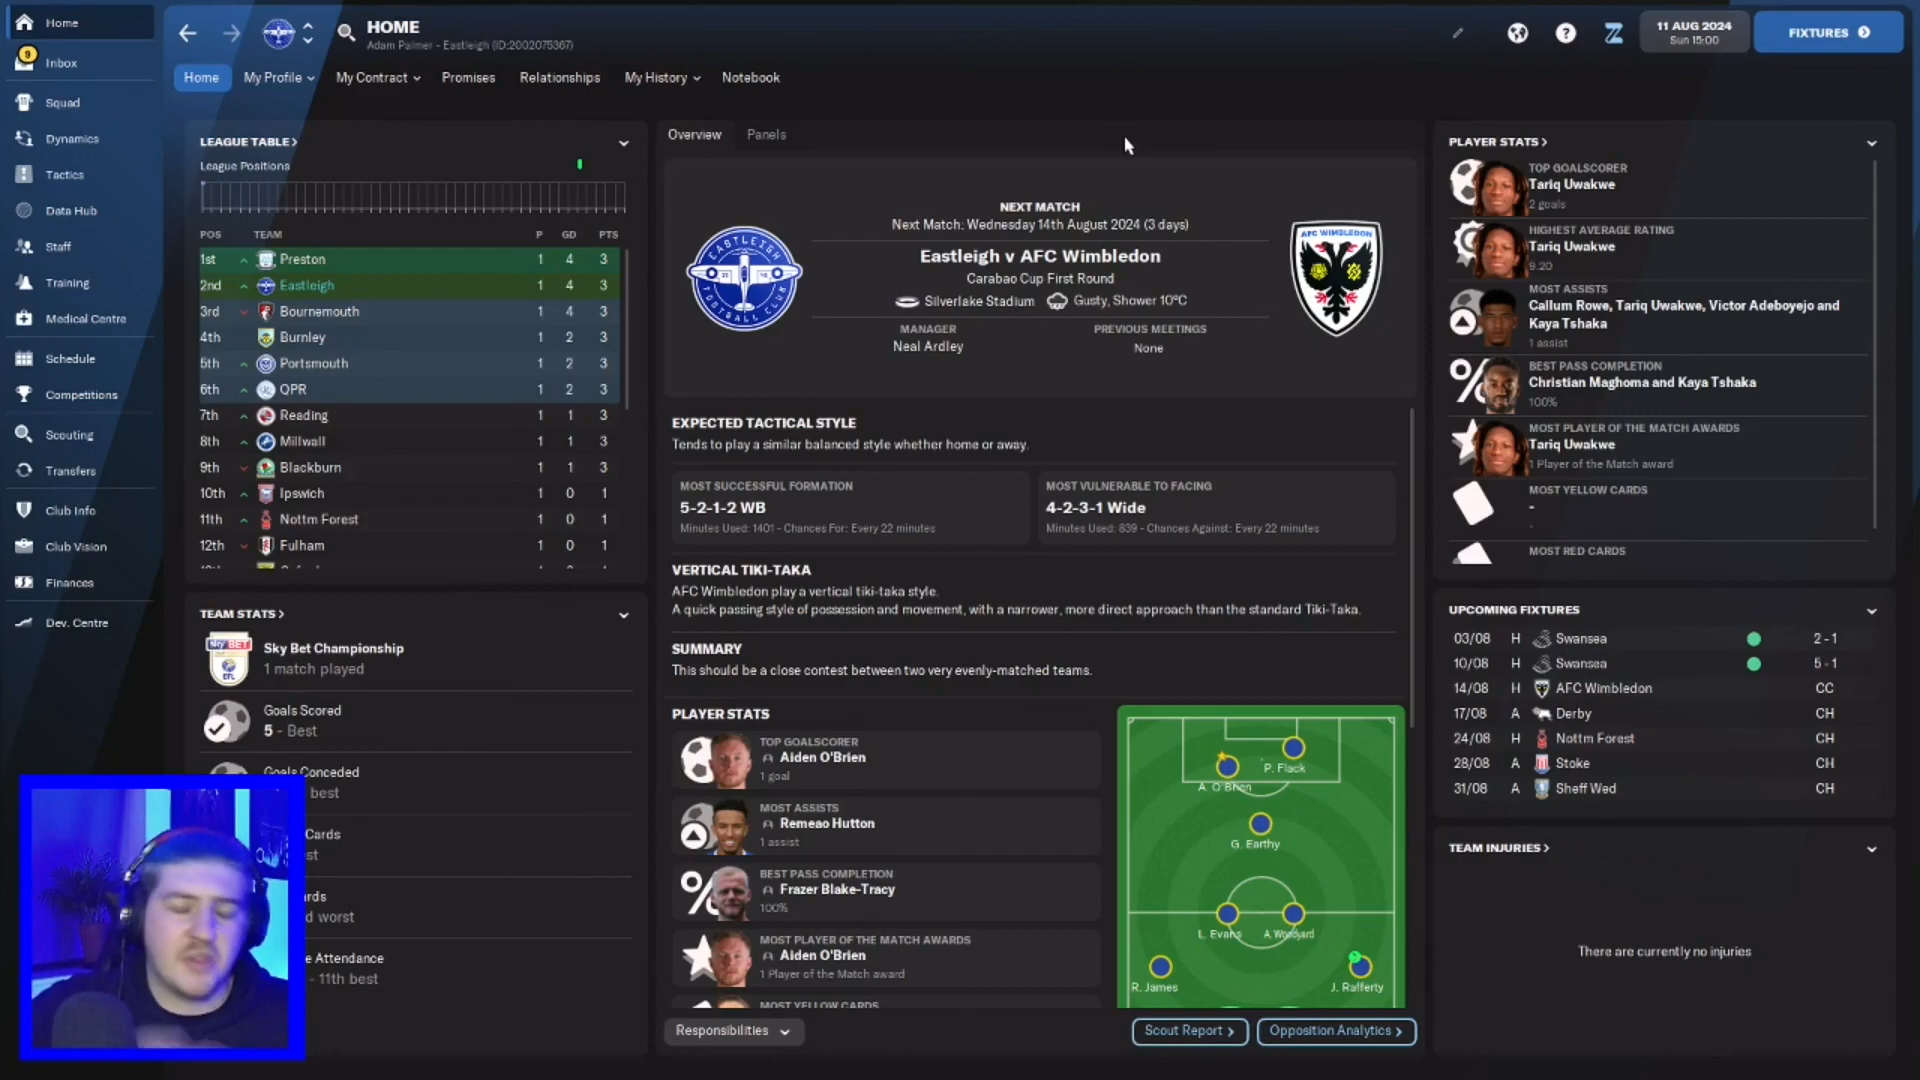 Home
9
Inbox
Squad
Dynamics
Tactics
Data Hub
Staff
Training
Medical Centre
Schedule
Competitions
Scouting
Transfers
Club Info
Club Vision
Finances
Dev. Centre
HOME
Adam Palmer - Eastleigh (ID:2002075367)
11 AUG 2024
Sun 15:00
FIXTURES
Home
My Profile
My Contract
Promises
Relationships
My History
Notebook
LEAGUE TABLE >
League Positions
POS TEAM P GD PTS
1st Preston 1 4 3
2nd Eastleigh 1 4 3
3rd Bournemouth 1 4 3
4th Burnley 1 2 3
5th Portsmouth 1 2 3
6th QPR 1 2 3
7th Reading 1 1 3
8th Millwall 1 1 3
9th Blackburn 1 1 3
10th Ipswich 1 0 1
11th Nottm Forest 1 0 1
12th Fulham 1 0 1
TEAM STATS >
Sky Bet Championship
1 match played
Goals Scored
5 - Best
Goals Conceded
best
Cards
st
rds
d worst
e Attendance
- 11th best
Overview
Panels
NEXT MATCH
Next Match: Wednesday 14th August 2024 (3 days)
Eastleigh v AFC Wimbledon
Carabao Cup First Round
Silverlake Stadium
Gusty, Shower 10°C
MANAGER
Neal Ardley
PREVIOUS MEETINGS
None
EASTLEIGH
FOOTBALL CLUB
AFC WIMBLEDON
EXPECTED TACTICAL STYLE
Tends to play a similar balanced style whether home or away.
MOST SUCCESSFUL FORMATION
5-2-1-2 WB
Minutes Used: 1401 - Chances For: Every 22 minutes
MOST VULNERABLE TO FACING
4-2-3-1 Wide
Minutes Used: 839 - Chances Against: Every 22 minutes
VERTICAL TIKI-TAKA
AFC Wimbledon play a vertical tiki-taka style.
A quick passing style of possession and movement, with a narrower, more direct approach than the standard Tiki-Taka.
SUMMARY
This should be a close contest between two very evenly-matched teams.
PLAYER STATS
TOP GOALSCORER
Aiden O'Brien
1 goal
MOST ASSISTS
Remeao Hutton
1 assist
BEST PASS COMPLETION
Frazer Blake-Tracy
100%
MOST PLAYER OF THE MATCH AWARDS
Aiden O'Brien
1 Player of the Match award
MOST YELLOW CARDS
P. Flack
A. O'Brien
G. Earthy
L. Evans
A. Woodyard
R. James
J. Rafferty
Responsibilities
Scout Report >
Opposition Analytics >
PLAYER STATS >
TOP GOALSCORER
Tariq Uwakwe
2 goals
HIGHEST AVERAGE RATING
Tariq Uwakwe
9.20
MOST ASSISTS
Callum Rowe, Tariq Uwakwe, Victor Adeboyejo and
Kaya Tshaka
1 assist
BEST PASS COMPLETION
Christian Maghoma and Kaya Tshaka
100%
MOST PLAYER OF THE MATCH AWARDS
Tariq Uwakwe
1 Player of the Match award
MOST YELLOW CARDS
-
MOST RED CARDS
UPCOMING FIXTURES
03/08 H Swansea 2 - 1
10/08 H Swansea 5 - 1
14/08 H AFC Wimbledon CC
17/08 A Derby CH
24/08 H Nottm Forest CH
28/08 A Stoke CH
31/08 A Sheff Wed CH
TEAM INJURIES >
There are currently no injuries